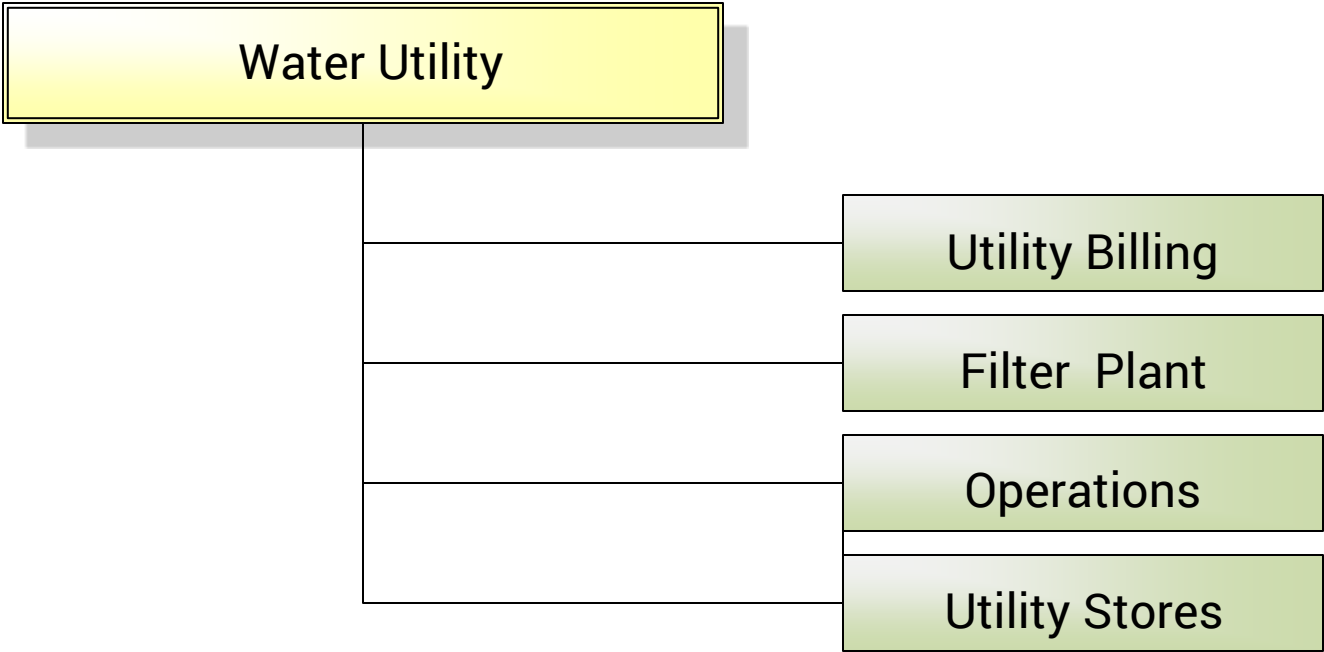 Water Utility
Utility Billing
Filter  Plant
Operations
Utility Stores